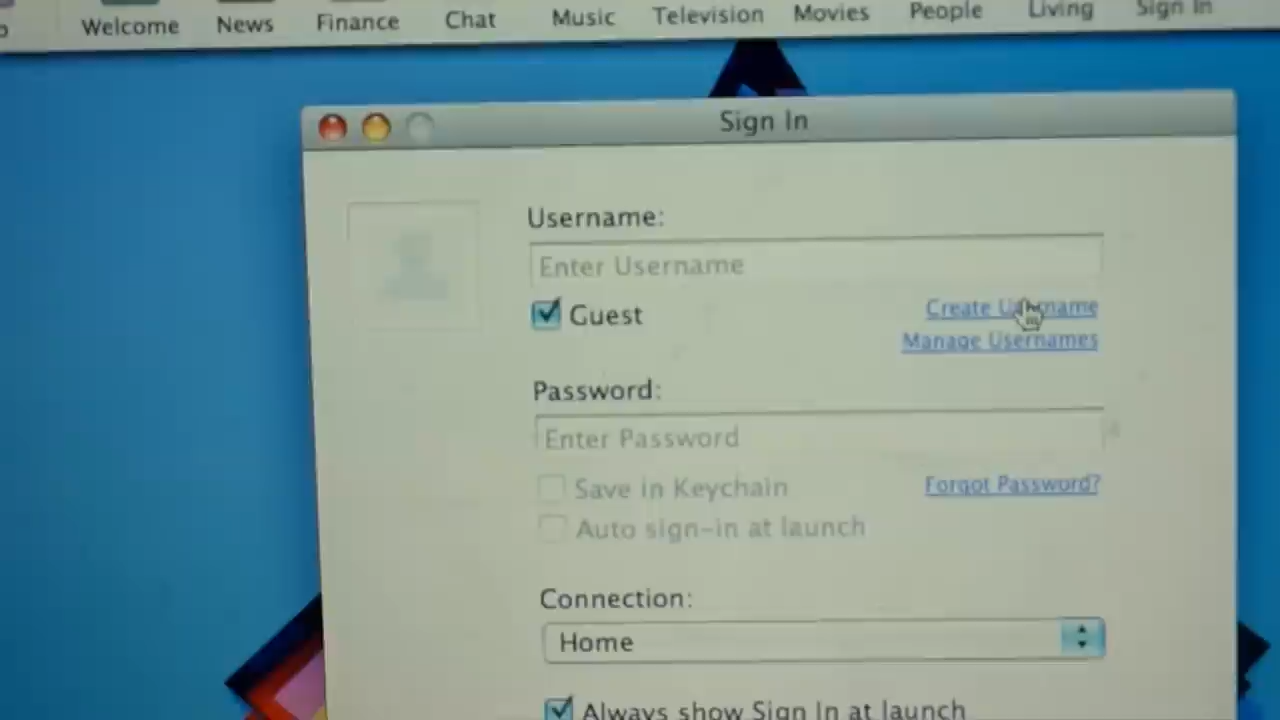 Welcome News Finance Chat Music Television Movies People Living Sign In
Sign In
Username:
Enter Username
Guest
Create Username
Manage Usernames
Password:
Enter Password
Save in Keychain
Forgot Password?
Auto sign-in at launch
Connection:
Home
Always show Sign In at launch